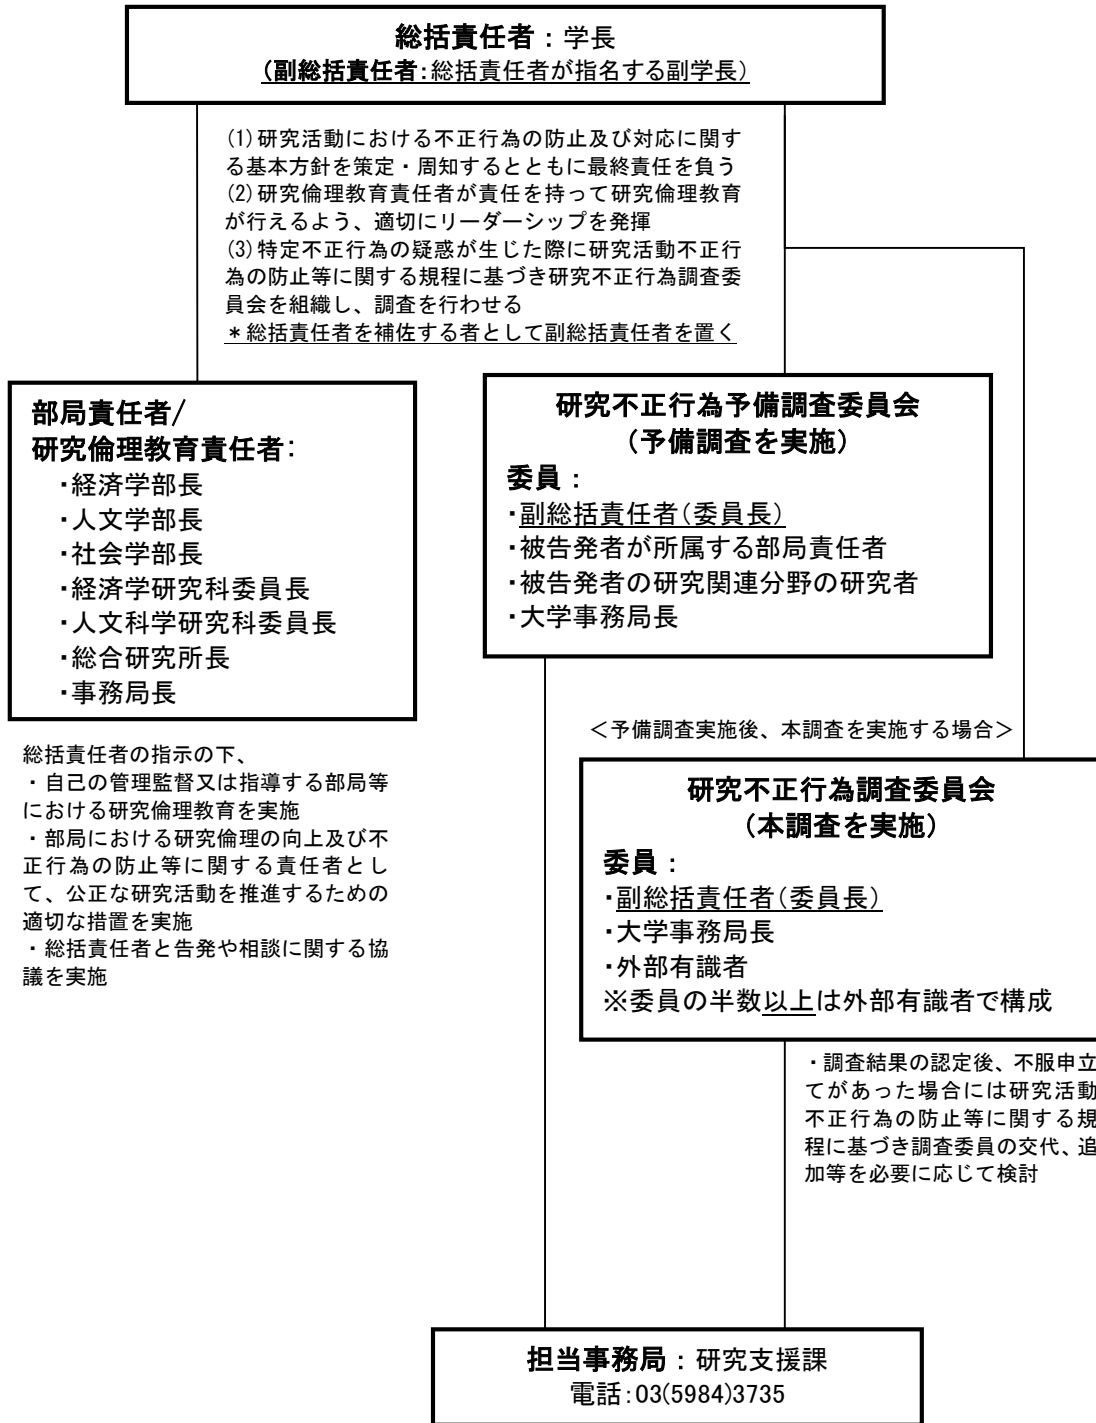 総括責任者：学長
(副総括責任者:総括責任者が指名する副学長)
(1)研究活動における不正行為の防止及び対応に関す
る基本方針を策定・周知するとともに最終責任を負う
(2)研究倫理教育責任者が責任を持って研究倫理教育
が行えるよう、適切にリーダーシップを発揮
(3)特定不正行為の疑惑が生じた際に研究活動不正行
為の防止等に関する規程に基づき研究不正行為調査委
員会を組織し、調査を行わせる
＊総括責任者を補佐する者として副総括責任者を置く
部局責任者/
研究倫理教育責任者:
・経済学部長
・人文学部長
・社会学部長
・経済学研究科委員長
・人文科学研究科委員長
・総合研究所長
・事務局長
総括責任者の指示の下、
・自己の管理監督又は指導する部局等
における研究倫理教育を実施
・部局における研究倫理の向上及び不
正行為の防止等に関する責任者とし
て、公正な研究活動を推進するための
適切な措置を実施
・総括責任者と告発や相談に関する協
議を実施
研究不正行為予備調査委員会
(予備調査を実施)
委員：
・副総括責任者(委員長)
・被告発者が所属する部局責任者
・被告発者の研究関連分野の研究者
・大学事務局長
＜予備調査実施後、本調査を実施する場合＞
研究不正行為調査委員会
(本調査を実施)
委員：
・副総括責任者(委員長)
・大学事務局長
・外部有識者
※委員の半数以上は外部有識者で構成
・調査結果の認定後、不服申立
てがあった場合には研究活動
不正行為の防止等に関する規
程に基づき調査委員の交代、追
加等を必要に応じて検討
担当事務局：研究支援課
電話:03(5984)3735